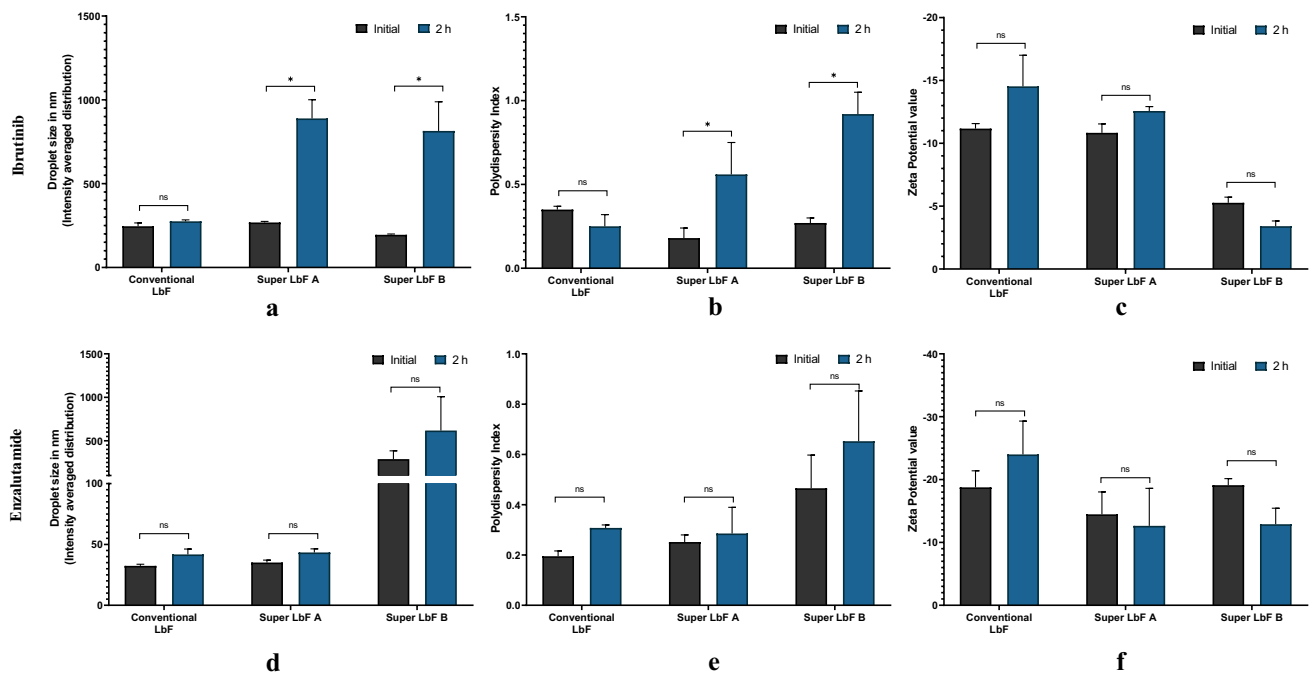 Ibrutinib
Droplet size in nm
(Intensity averaged distribution)
1500
1000
500
0
Initial 2 h
ns
*
*
Conventional
LbF
Super LbF A
Super LbF B
a
Polydispersity Index
1.5
1.0
0.5
0.0
Initial 2 h
ns
*
*
Conventional
LbF
Super LbF A
Super LbF B
b
Zeta Potential value
-20
-15
-10
-5
0
Initial 2 h
ns
ns
ns
Conventional
LbF
Super LbF A
Super LbF B
c
Enzalutamide
Droplet size in nm
(Intensity averaged distribution)
1500
1000
500
100
50
0
Initial 2 h
ns
ns
ns
Conventional
LbF
Super LbF A
Super LbF B
d
Polydispersity Index
1.0
0.8
0.6
0.4
0.2
0.0
Initial 2 h
ns
ns
ns
Conventional
LbF
Super LbF A
Super LbF B
e
Zeta Potential value
-40
-30
-20
-10
0
Initial 2 h
ns
ns
ns
Conventional
LbF
Super LbF A
Super LbF B
f